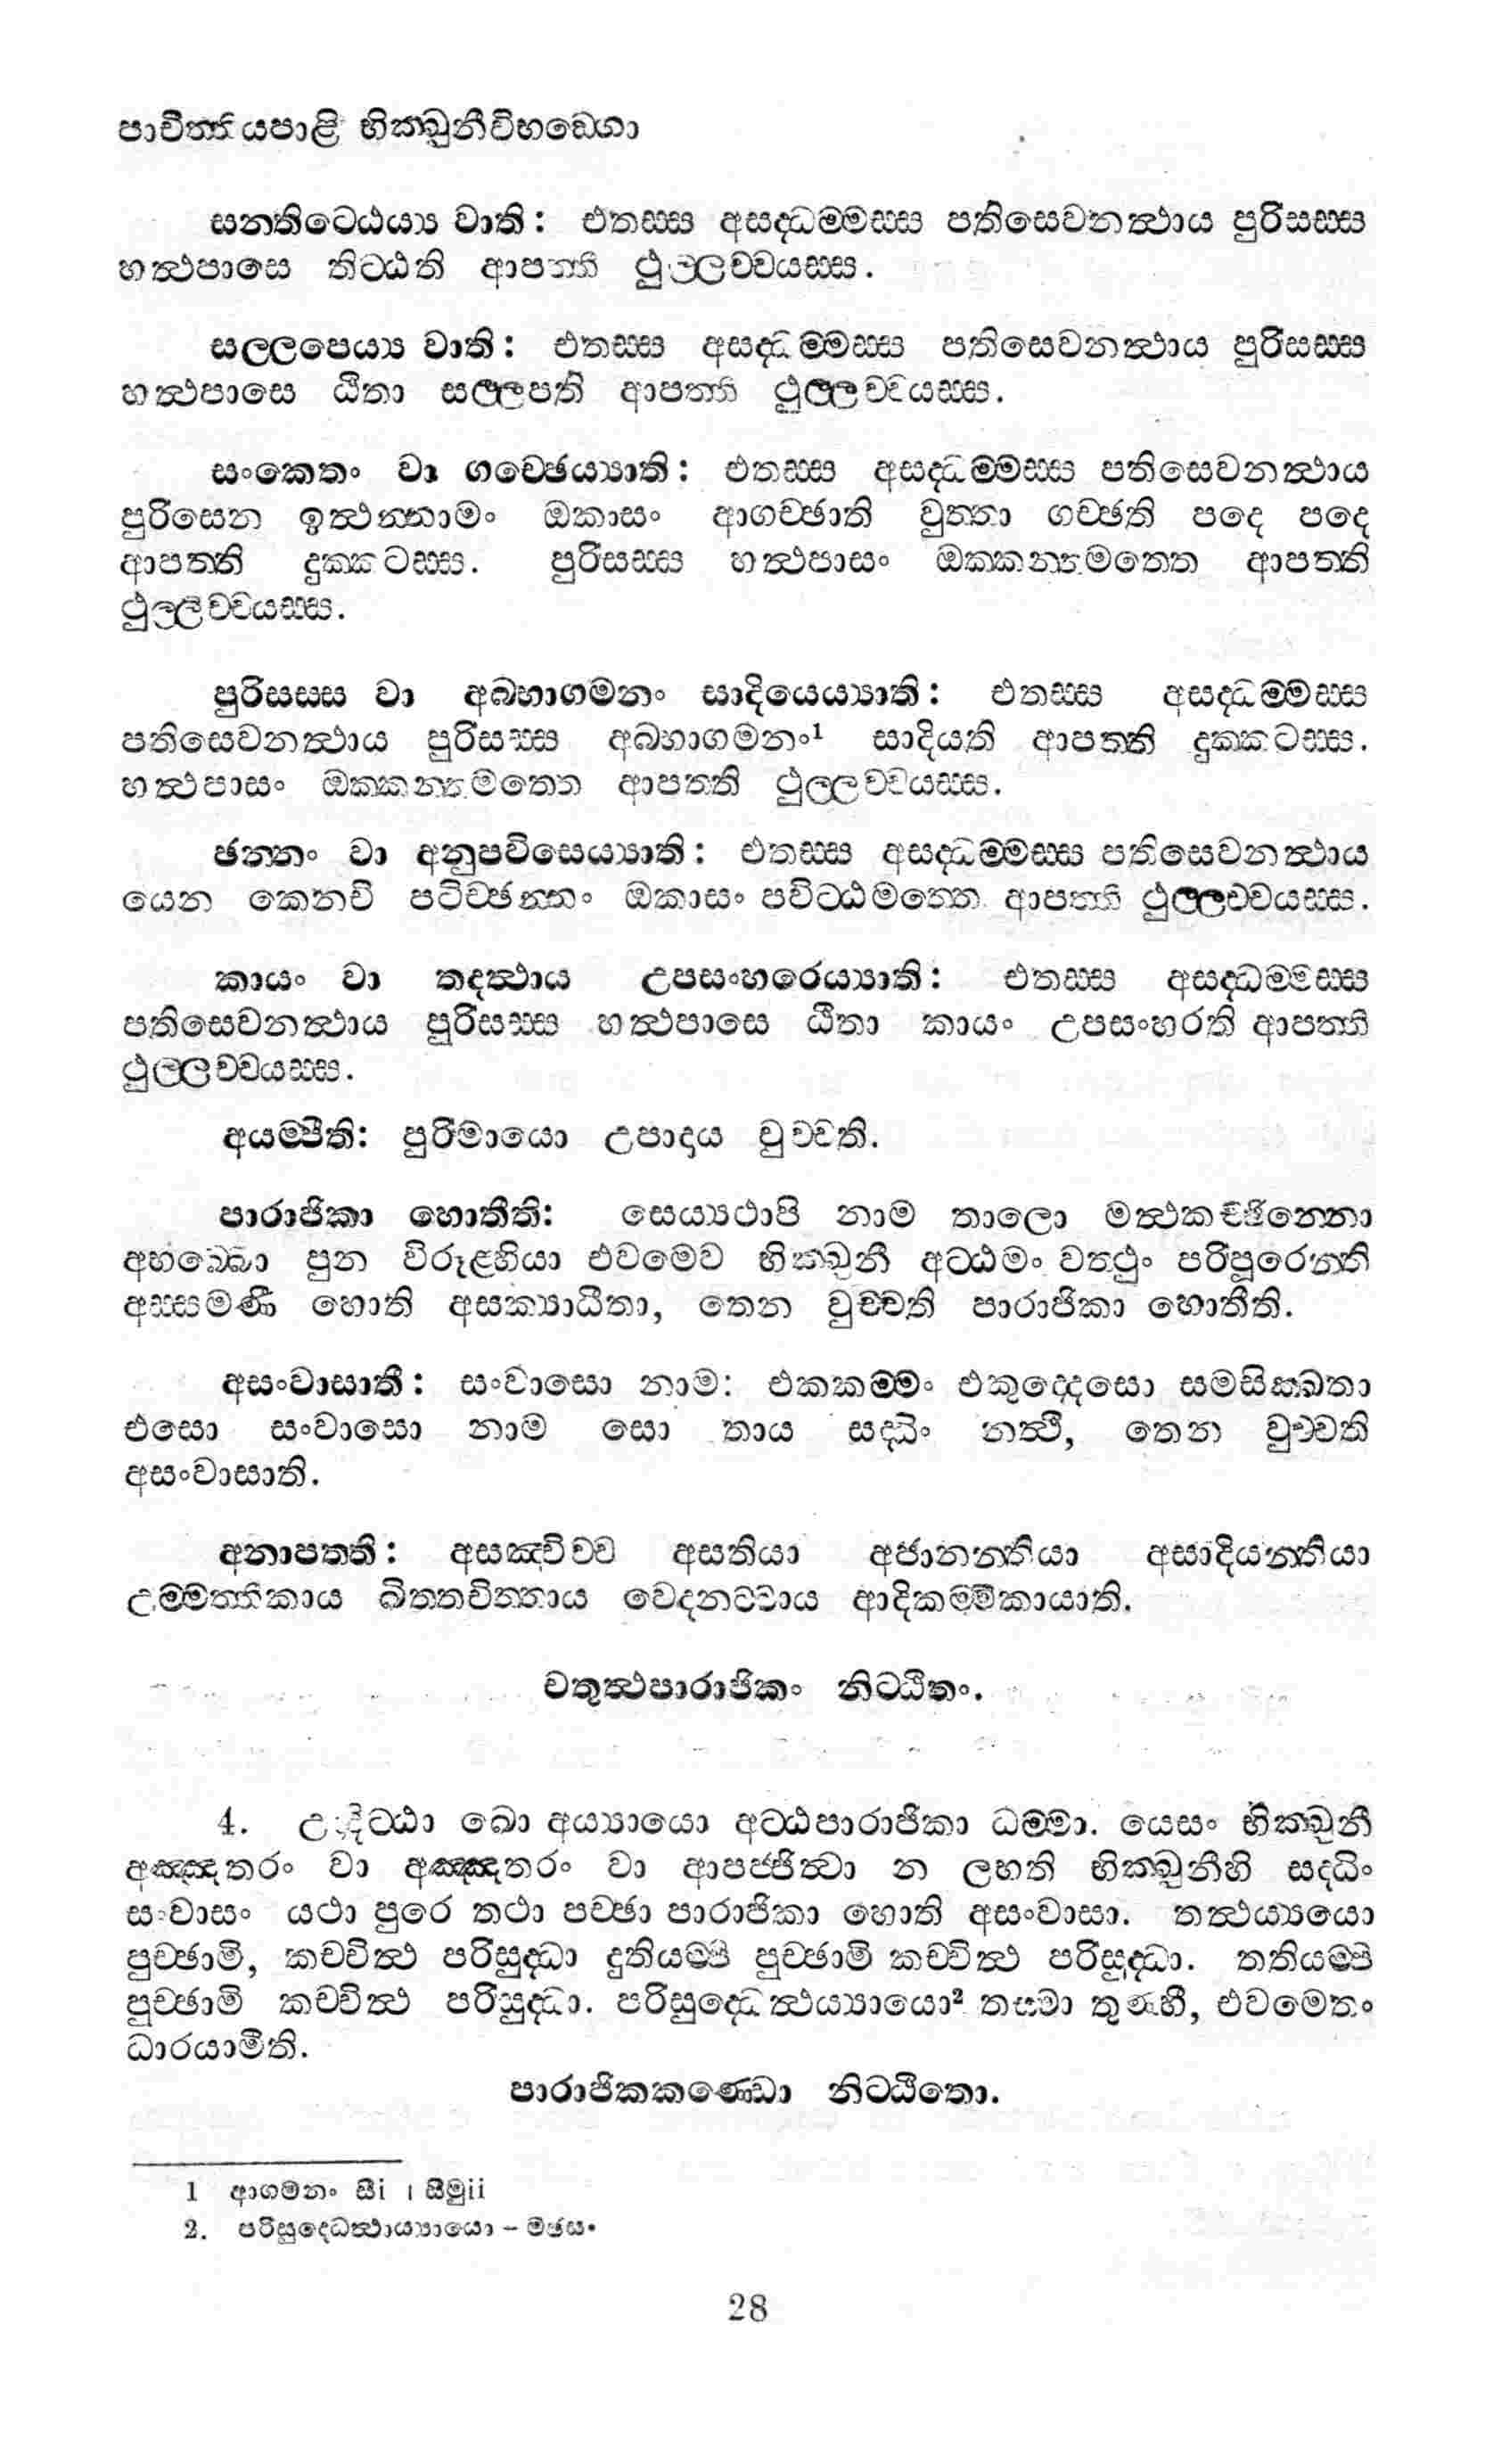 පාචිත්තියපාළි භික්ඛුනීවිභඞ්ගො
සන්තිට්ඨෙය්‍ය වාති: එතස්ස අසද්ධම්මස්ස පතිසෙවනත්ථාය පුරිසස්ස
හත්ථපාසෙ තිට්ඨති ආපත්ති ථුල්ලච්චයස්ස.
සල්ලපෙය්‍ය වාති: එතස්ස අසද්ධම්මස්ස පතිසෙවනත්ථාය පුරිසස්ස
හත්ථපාසෙ ඨිතා සල්ලපති ආපත්ති ථුල්ලච්චයස්ස.
සංකෙතං වා ගච්ඡෙය්‍යාති: එතස්ස අසද්ධම්මස්ස පතිසෙවනත්ථාය
පුරිසෙන ඉත්ථන්නාමං ඔකාසං ආගච්ඡාති වුත්තා ගච්ඡති පදෙ පදෙ
ආපත්ති දුක්කටස්ස. පුරිසස්ස හත්ථපාසං ඔක්කන්තමත්තෙ ආපත්ති
ථුල්ලච්චයස්ස.
පුරිසස්ස වා අබ්භාගමනං සාදියෙය්‍යාති: එතස්ස අසද්ධම්මස්ස
පතිසෙවනත්ථාය පුරිසස්ස අබ්භාගමනං¹ සාදියති ආපත්ති දුක්කටස්ස.
හත්ථපාසං ඔක්කන්තමත්තෙ ආපත්ති ථුල්ලච්චයස්ස.
ඡන්නං වා අනුපවිසෙය්‍යාති: එතස්ස අසද්ධම්මස්ස පතිසෙවනත්ථාය
යෙන කෙනචි පටිච්ඡන්නං ඔකාසං පවිට්ඨමත්තෙ ආපත්ති ථුල්ලච්චයස්ස.
කායං වා තදත්ථාය උපසංහරෙය්‍යාති: එතස්ස අසද්ධම්මස්ස
පතිසෙවනත්ථාය පුරිසස්ස හත්ථපාසෙ ඨිතා කායං උපසංහරති ආපත්ති
ථුල්ලච්චයස්ස.
අයම්පීති: පුරිමායො උපාදාය වුච්චති.
පාරාජිකා හොතීති: සෙය්‍යථාපි නාම තාලො මත්ථකච්ඡින්නො
අභබ්බො පුන විරූළ්හියා එවමෙව භික්ඛුනී අට්ඨමං වත්ථුං පරිපූරෙන්ති
අස්සමණී හොති අසක්‍යධීතා, තෙන වුච්චති පාරාජිකා හොතීති.
අසංවාසාතී: සංවාසො නාම: එකකම්මං එකුද්දෙසො සමසික්ඛතා
එසො සංවාසො නාම සො තාය සද්ධිං නත්ථි, තෙන වුච්චති
අසංවාසාති.
අනාපත්ති: අසඤ්චිච්ච අසතියා අජානන්තියා අසාදියන්තියා
උම්මත්තිකාය ඛිත්තචිත්තාය වෙදනට්ටාය ආදිකම්මිකායාති.
චතුත්ථපාරාජිකං නිට්ඨිතං.
4. උද්දිට්ඨා ඛො අය්‍යායො අට්ඨපාරාජිකා ධම්මා. යෙසං භික්ඛුනී
අඤ්ඤතරං වා අඤ්ඤතරං වා ආපජ්ජිත්වා න ලභති භික්ඛුනීහි සද්ධිං
සංවාසං යථා පුරෙ තථා පච්ඡා පාරාජිකා හොති අසංවාසා. තත්ථය්‍යායො
පුච්ඡාමි, කච්චිත්ථ පරිසුද්ධා දුතියම්පි පුච්ඡාමි කච්චිත්ථ පරිසුද්ධා. තතියම්පි
පුච්ඡාමි කච්චිත්ථ පරිසුද්ධා. පරිසුද්ධෙත්ථය්‍යායො² තස්මා තුණ්හී, එවමෙතං
ධාරයාමීති.
පාරාජිකකණ්ඩො නිට්ඨිතො.
1 ආගමනං සීi । සීමුii
2. පරිසුද්ධෙත්ථාය්‍යායො – මඡසං
28